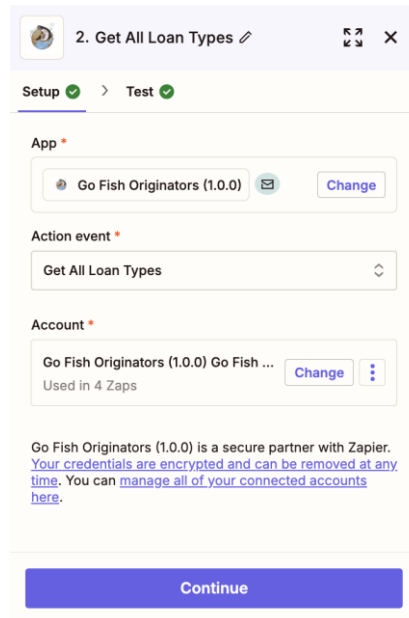 2. Get All Loan Types
Setup > Test
App *
Go Fish Originators (1.0.0)
Change
Action event *
Get All Loan Types
Account *
Go Fish Originators (1.0.0) Go Fish ...
Used in 4 Zaps
Change
Go Fish Originators (1.0.0) is a secure partner with Zapier.
Your credentials are encrypted and can be removed at any
time. You can manage all of your connected accounts
here.
Continue